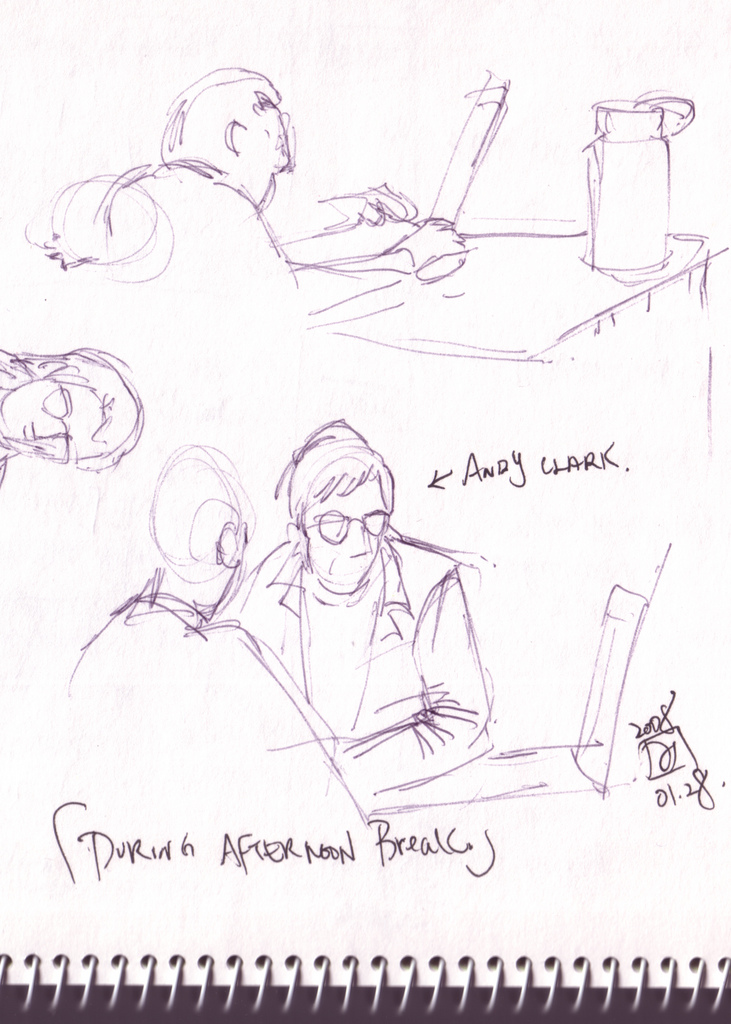 ← ANDY CLARK.
2008
01.28.
(DURING AFTERNOON Break)